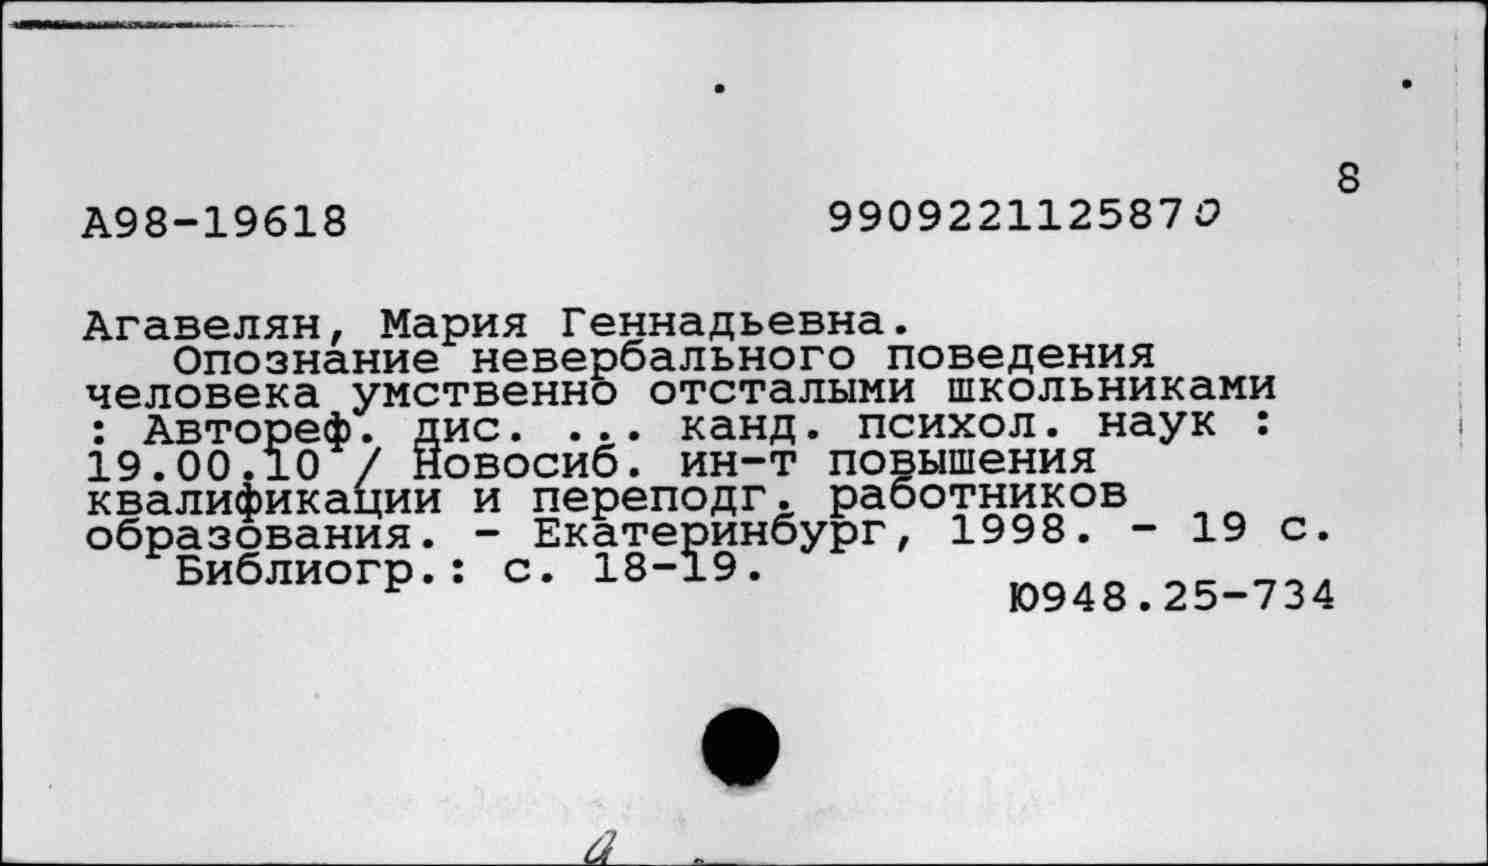 8
А98-19618 9909221125870
Агавелян, Мария Геннадьевна.
Опознание невербального поведения
человека умственно отсталыми школьниками
: Автореф. дис. ... канд. психол. наук :
19.00.10 / Новосиб. ин-т повышения
квалификации и переподг. работников
образования. - Екатеринбург, 1998. - 19 с.
Библиогр.: с. 18-19.
Ю948.25-734